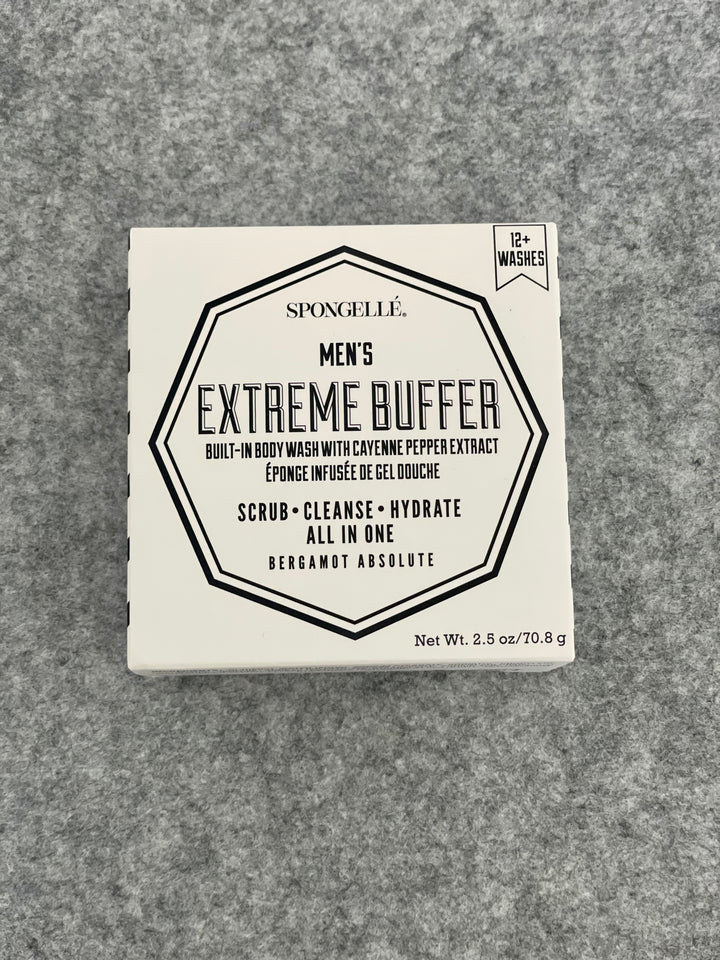 12+
WASHES
SPONGELLÉ®
MEN'S
EXTREME BUFFER
BUILT-IN BODY WASH WITH CAYENNE PEPPER EXTRACT
ÉPONGE INFUSÉE DE GEL DOUCHE
SCRUB • CLEANSE • HYDRATE
ALL IN ONE
BERGAMOT ABSOLUTE
Net Wt. 2.5 oz/70.8 g